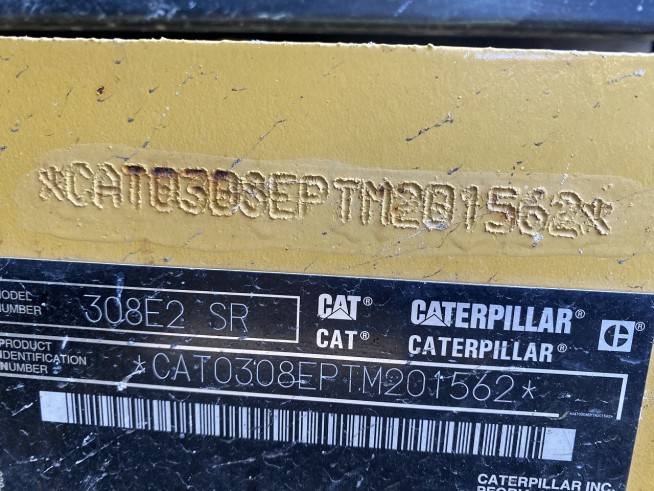 *CAT0308EPTM201562*
MODEL NUMBER 308E2 SR
CAT® CATERPILLAR®
CAT® CATERPILLAR®
PRODUCT
IDENTIFICATION
NUMBER
*CAT0308EPTM201562*
CATERPILLAR INC.